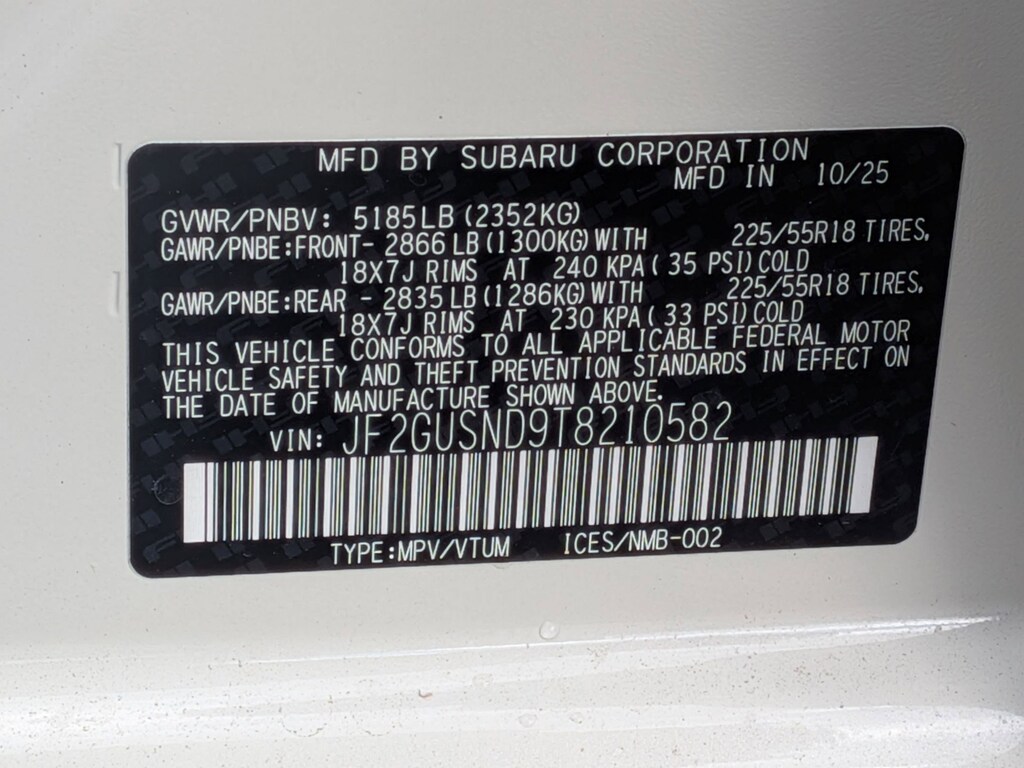 MFD BY SUBARU CORPORATION
MFD IN 10/25
GVWR/PNBV: 5185LB (2352KG)
GAWR/PNBE:FRONT- 2866 LB (1300KG) WITH 225/55R18 TIRES,
18X7J RIMS AT 240 KPA ( 35 PSI) COLD
GAWR/PNBE:REAR - 2835 LB (1286KG) WITH 225/55R18 TIRES,
18X7J RIMS AT 230 KPA ( 33 PSI) COLD
THIS VEHICLE CONFORMS TO ALL APPLICABLE FEDERAL MOTOR
VEHICLE SAFETY AND THEFT PREVENTION STANDARDS IN EFFECT ON
THE DATE OF MANUFACTURE SHOWN ABOVE.
VIN: JF2GUSND9T8210582
TYPE:MPV/VTUM ICES/NMB-002